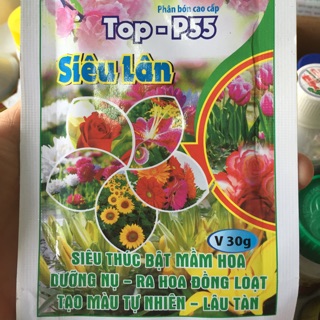 Phân bón cao cấp
Top - P55
Siêu Lân
V 30g
SIÊU THÚC BẬT MẦM HOA
DƯỠNG NỤ - RA HOA ĐỒNG LOẠT
TẠO MÀU TỰ NHIÊN - LÂU TÀN